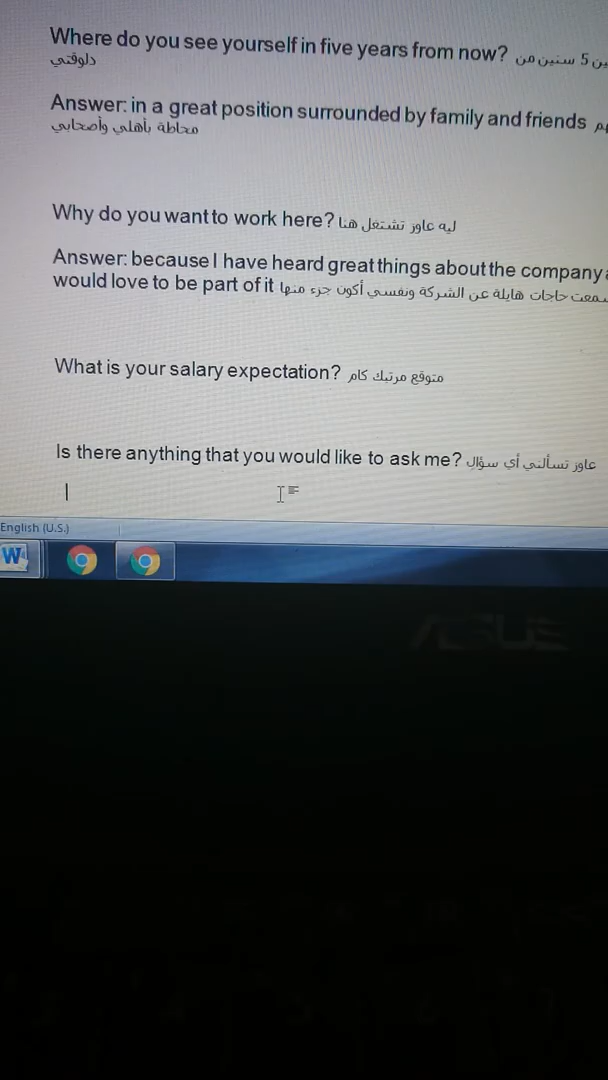 Where do you see yourself in five years from now? 5 سنين من
دلوقتي
Answer: in a great position surrounded by family and friends
محاطة بأهلي وأصحابي
Why do you want to work here? ليه عاوز تشتغل هنا
Answer: because I have heard great things about the company
would love to be part of it سمعت حاجات هايلة عن الشركة ونفسي أكون جزء منها
What is your salary expectation? متوقع مرتبك كام
Is there anything that you would like to ask me? عاوز تسألني أي سؤال
English (U.S.)
W
ASUS